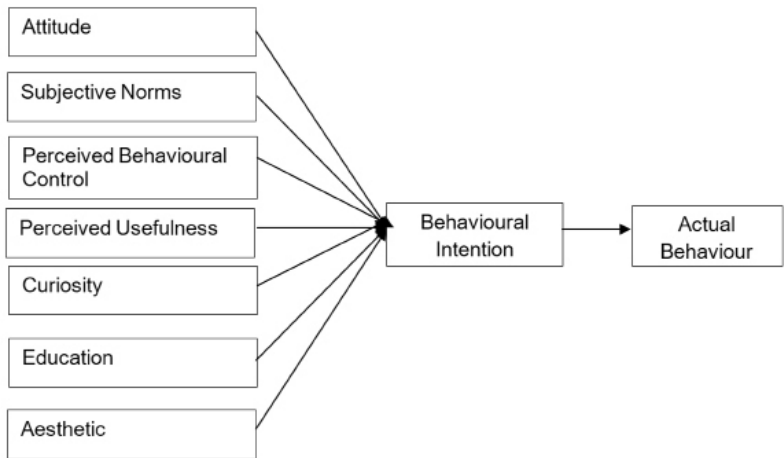 Attitude
Subjective Norms
Perceived Behavioural
Control
Perceived Usefulness
Curiosity
Education
Aesthetic
Behavioural
Intention
Actual
Behaviour